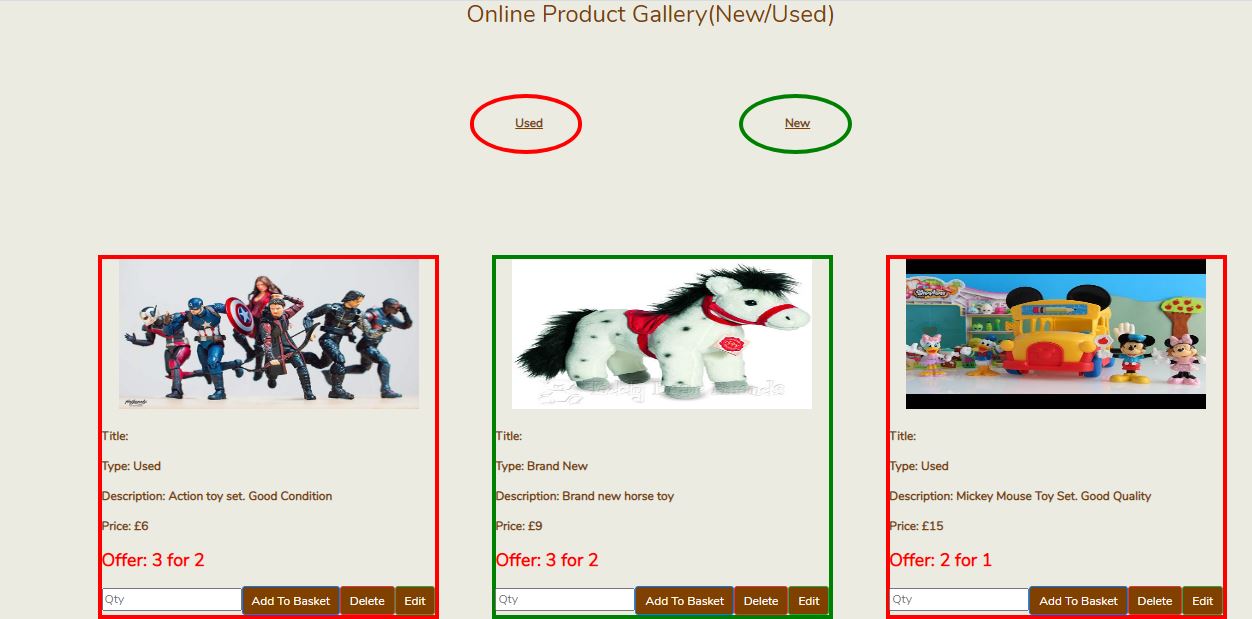 Online Product Gallery(New/Used)
Used
New
Title:
Type: Used
Description: Action toy set. Good Condition
Price: £6
Offer: 3 for 2
Qty
Add To Basket
Delete
Edit
Title:
Type: Brand New
Description: Brand new horse toy
Price: £9
Offer: 3 for 2
Qty
Add To Basket
Delete
Edit
Title:
Type: Used
Description: Mickey Mouse Toy Set. Good Quality
Price: £15
Offer: 2 for 1
Qty
Add To Basket
Delete
Edit